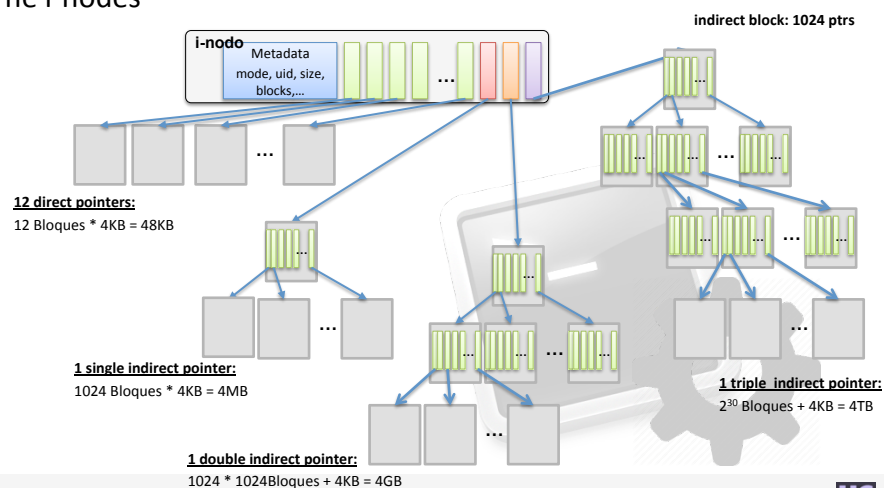 indirect block: 1024 ptrs
i-nodo
Metadata
mode, uid, size,
blocks,...
...
...
...
...
...
...
...
12 direct pointers:
12 Bloques * 4KB = 48KB
...
...
...
...
...
...
...
...
...
1 single indirect pointer:
1024 Bloques * 4KB = 4MB
...
...
...
...
1 triple indirect pointer:
2³⁰ Bloques + 4KB = 4TB
...
1 double indirect pointer:
1024 * 1024Bloques + 4KB = 4GB